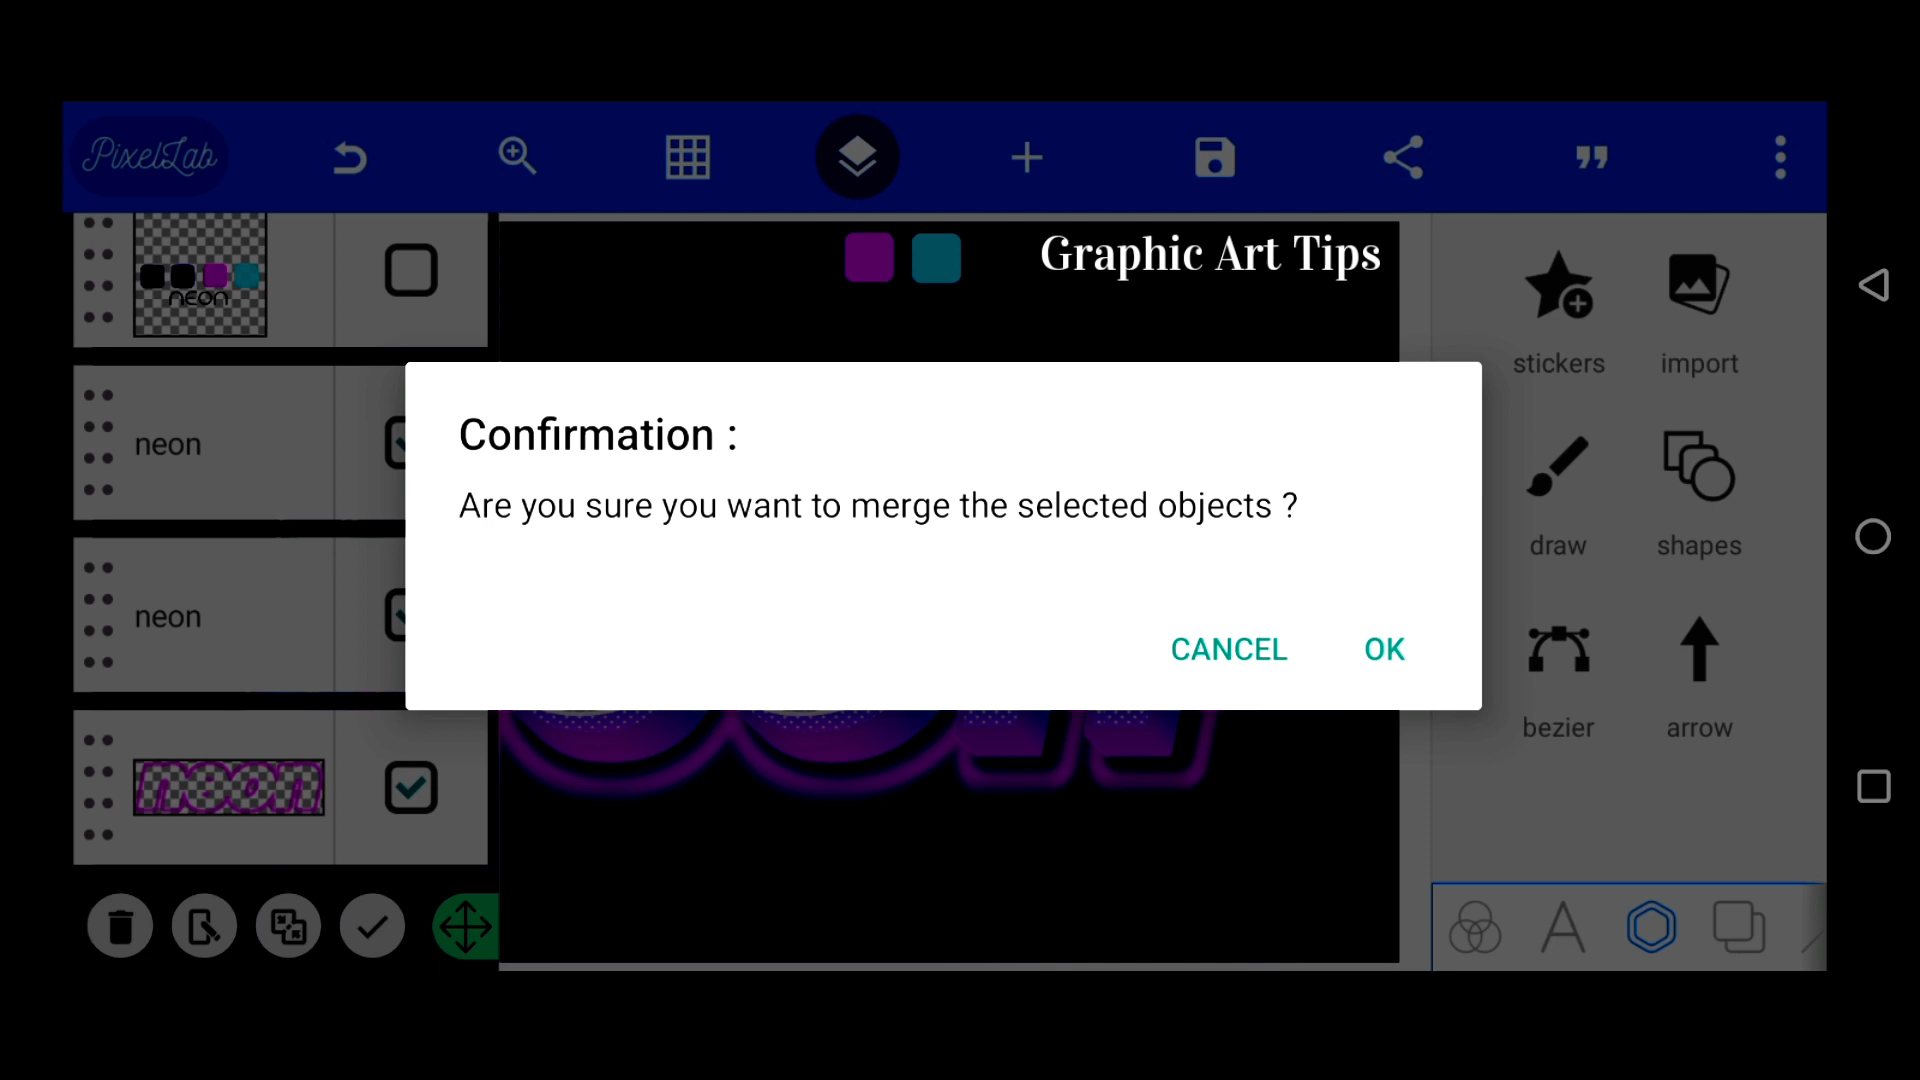 PixelLab
Graphic Art Tips
neon
neon
neon
neon
Confirmation :
Are you sure you want to merge the selected objects ?
CANCEL
OK
stickers
import
draw
shapes
bezier
arrow